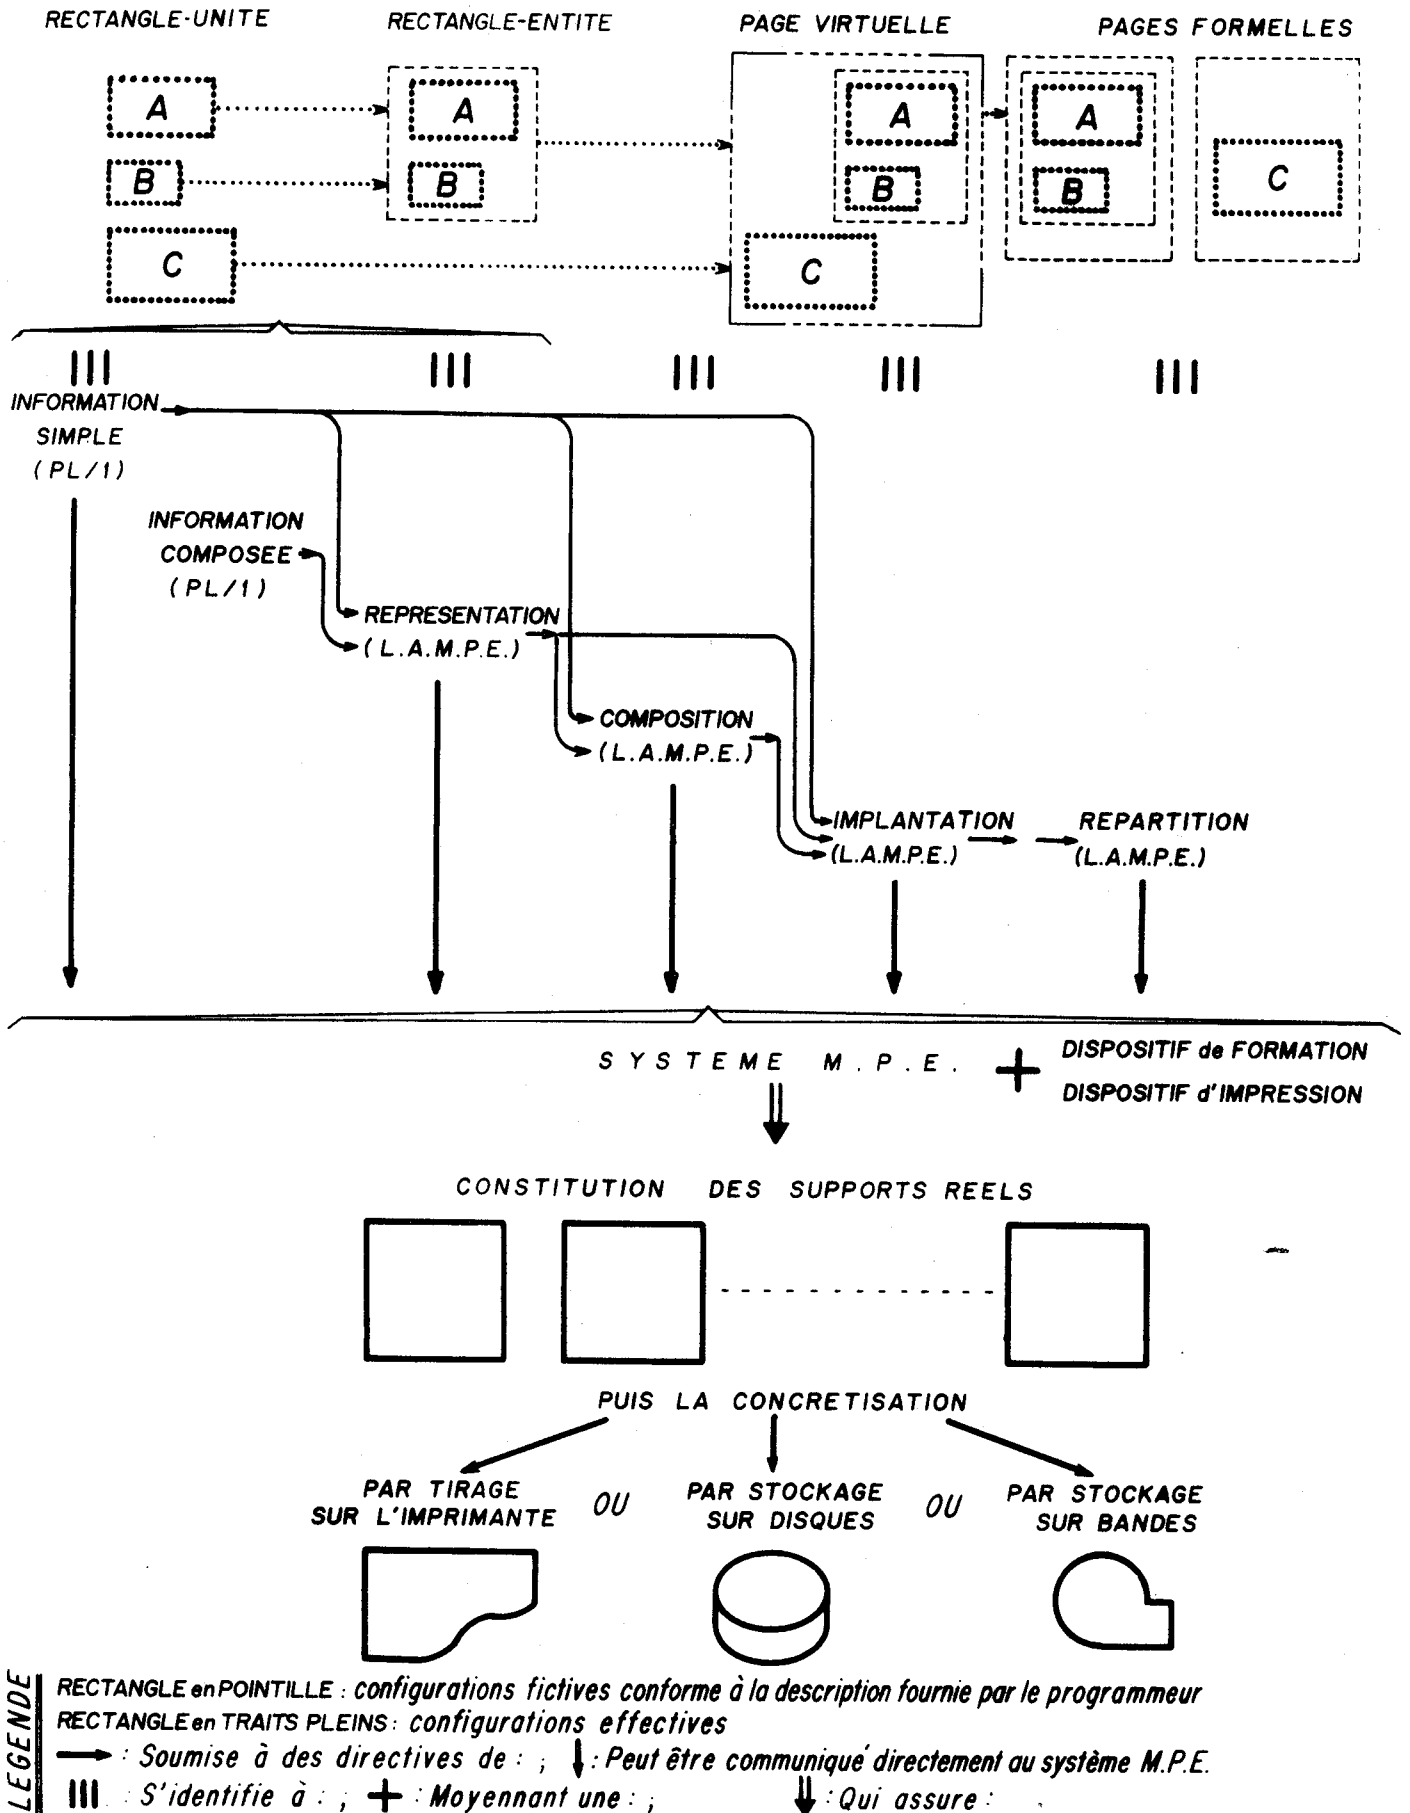 RECTANGLE-UNITE RECTANGLE-ENTITE PAGE VIRTUELLE PAGES FORMELLES
A A A A
B B B B C
C C
INFORMATION
SIMPLE
(PL/1)
INFORMATION
COMPOSEE
(PL/1)
REPRESENTATION
(L.A.M.P.E.)
COMPOSITION
(L.A.M.P.E.)
IMPLANTATION REPARTITION
(L.A.M.P.E.) (L.A.M.P.E.)
SYSTEME M.P.E. + DISPOSITIF de FORMATION
DISPOSITIF d'IMPRESSION
CONSTITUTION DES SUPPORTS REELS
PUIS LA CONCRETISATION
PAR TIRAGE
SUR L'IMPRIMANTE
OU
PAR STOCKAGE
SUR DISQUES
OU
PAR STOCKAGE
SUR BANDES
LEGENDE
RECTANGLE en POINTILLE : configurations fictives conforme à la description fournie par le programmeur
RECTANGLE en TRAITS PLEINS : configurations effectives
: Soumise à des directives de : ; : Peut être communiqué directement au système M.P.E.
: S'identifie à : ; + : Moyennant une : ; : Qui assure :